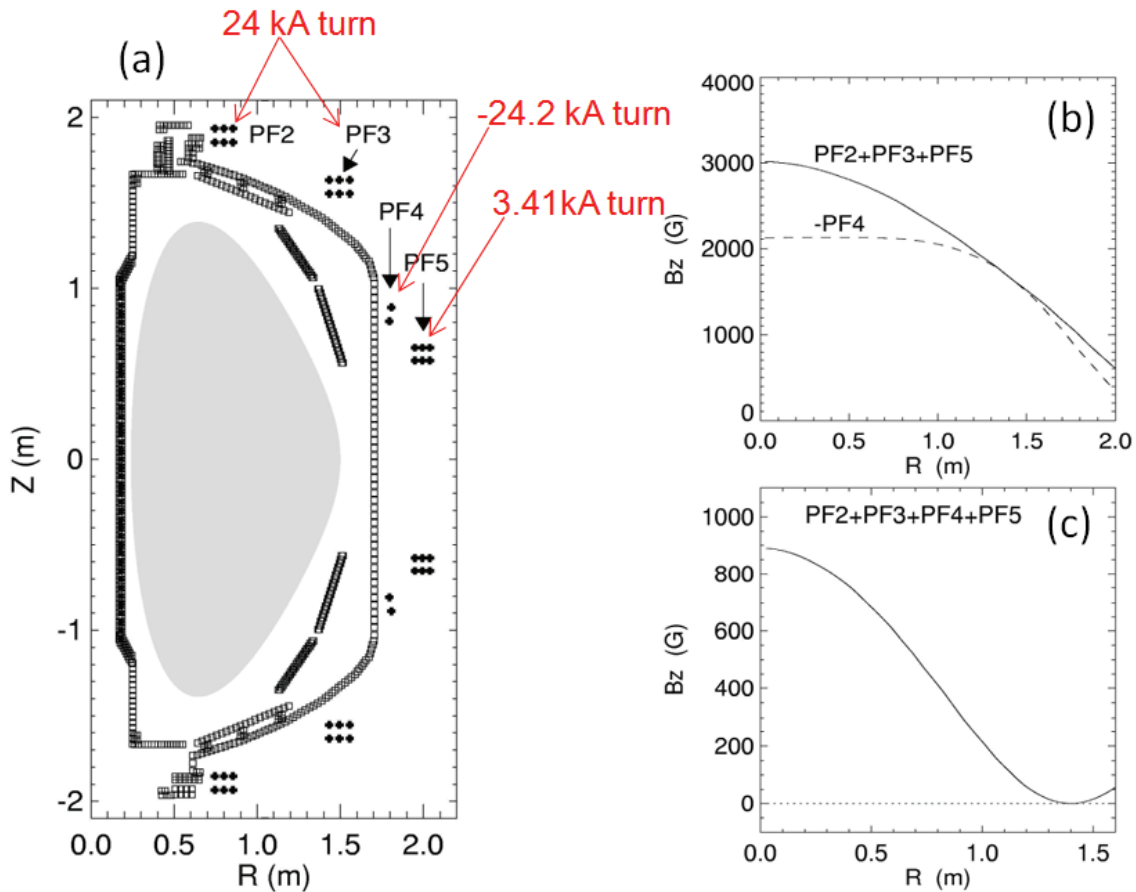 24 kA turn
(a)
-24.2 kA turn
3.41kA turn
PF2
PF3
PF4
PF5
2
1
0
-1
-2
Z (m)
0.0 0.5 1.0 1.5 2.0
R (m)
(b)
PF2+PF3+PF5
-PF4
4000
3000
2000
1000
0
Bz (G)
0.0 0.5 1.0 1.5 2.0
R (m)
PF2+PF3+PF4+PF5
(c)
1000
800
600
400
200
0
Bz (G)
0.0 0.5 1.0 1.5
R (m)